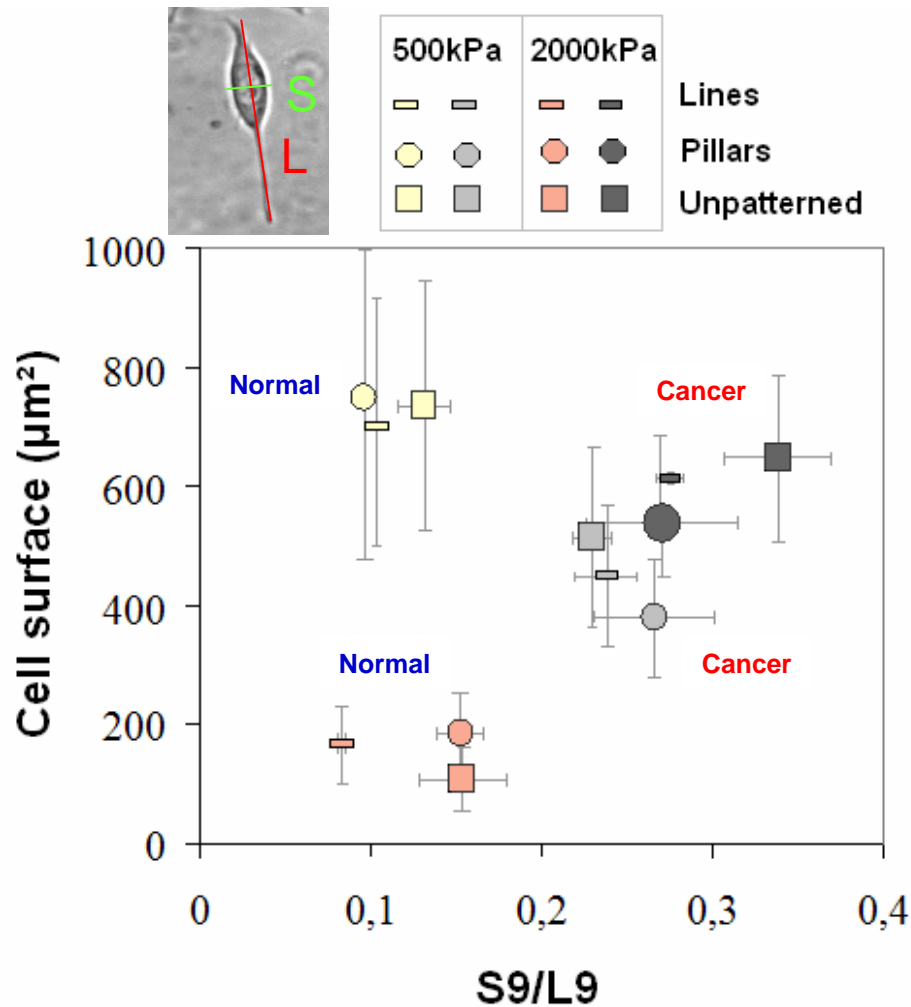 S
L
500kPa 2000kPa
Lines
Pillars
Unpatterned
Cell surface (µm²)
1000
800
600
400
200
0
Normal
Cancer
Normal
Cancer
0 0,1 0,2 0,3 0,4
S9/L9